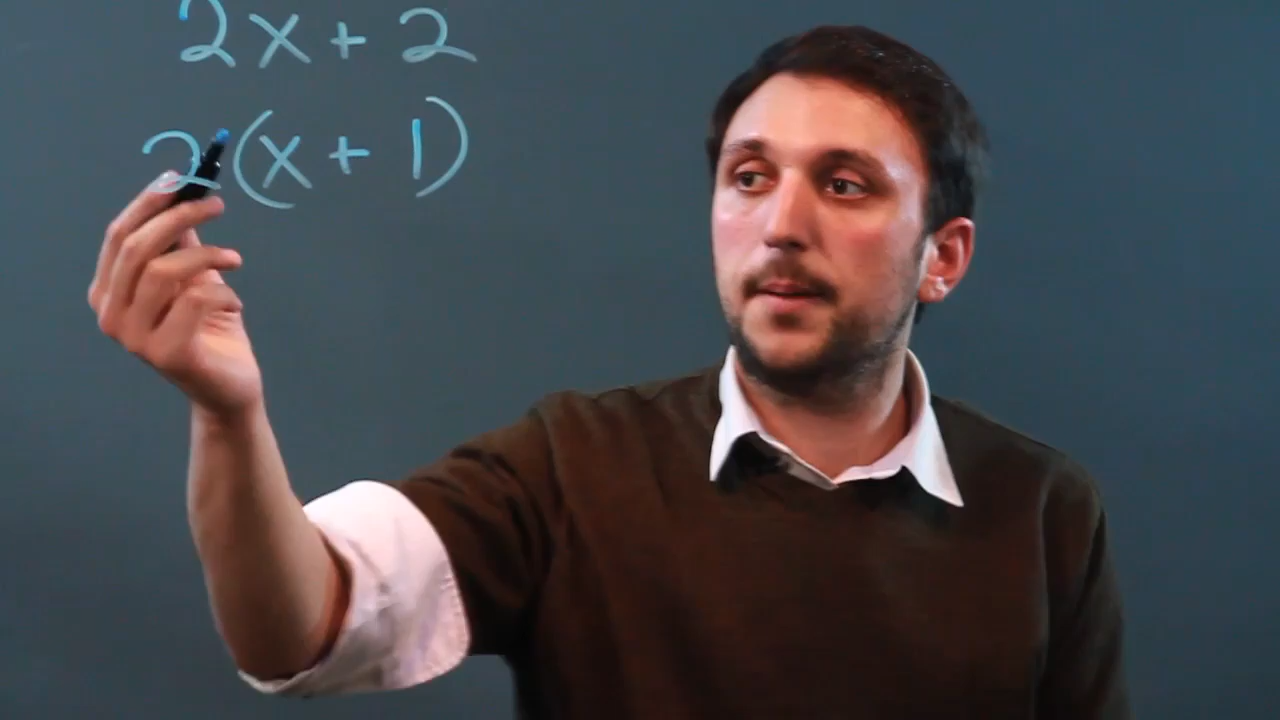 2x + 2
2(x + 1)